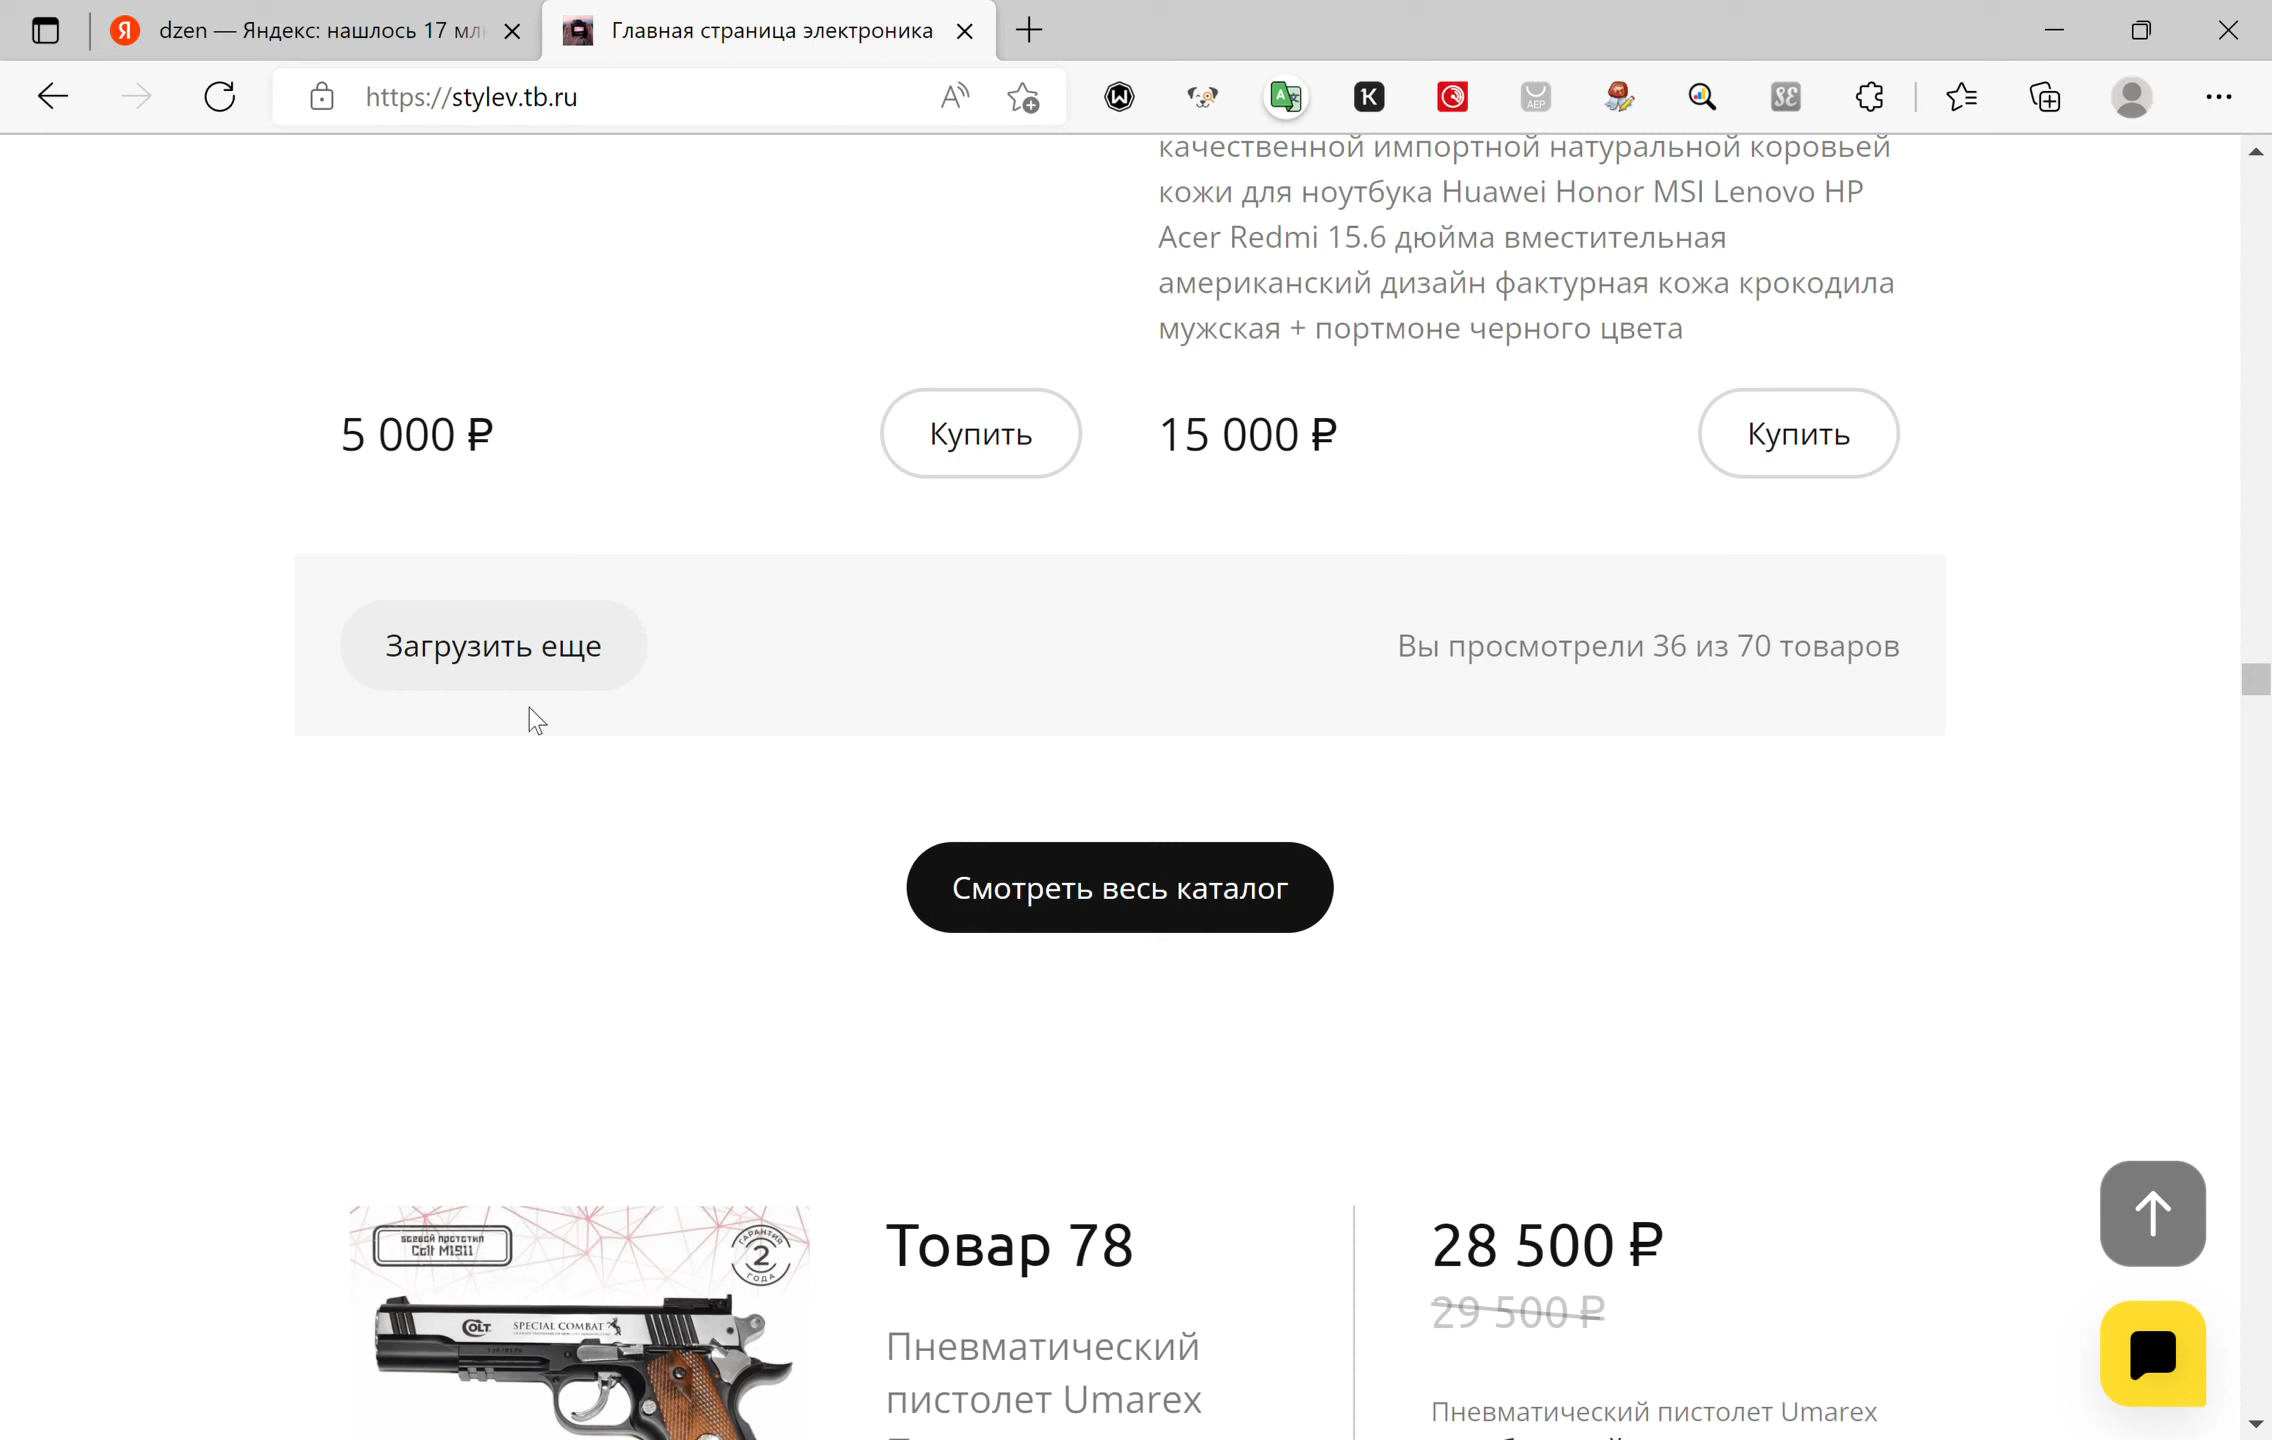 dzen — Яндекс: нашлось 17 мл
Главная страница электроника
https://stylev.tb.ru
качественной импортной натуральной коровьей
кожи для ноутбука Huawei Honor MSI Lenovo HP
Acer Redmi 15.6 дюйма вместительная
американский дизайн фактурная кожа крокодила
мужская + портмоне черного цвета
5 000 ₽
Купить
15 000 ₽
Купить
Загрузить еще
Вы просмотрели 36 из 70 товаров
Смотреть весь каталог
Colt M1911
ГАРАНТИЯ
2
ГОДА
COLT
SPECIAL COMBAT
Товар 78
Пневматический
пистолет Umarex
28 500 ₽
29 500 ₽
Пневматический пистолет Umarex